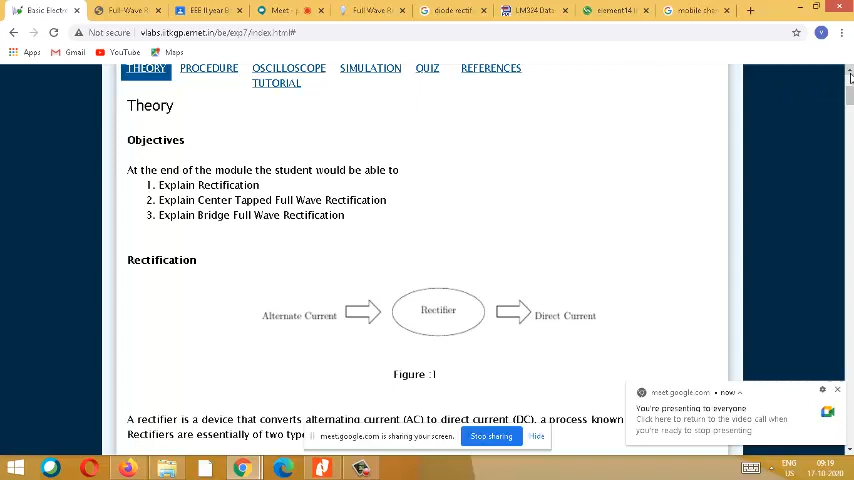 Basic Electro
Full-Wave R
EEE II year B
Meet - p
Full Wave Re
diode rectifi
LM324 Data
element14 I
mobile char
Not secure
vlabs.iitkgp.ernet.in/be/exp7/index.html#
Apps
Gmail
YouTube
Maps
THEORY PROCEDURE OSCILLOSCOPE SIMULATION QUIZ REFERENCES
TUTORIAL
Theory
Objectives
At the end of the module the student would be able to
1. Explain Rectification
2. Explain Center Tapped Full Wave Rectification
3. Explain Bridge Full Wave Rectification
Rectification
Alternate Current
Rectifier
Direct Current
Figure :1
A rectifier is a device that converts alternating current (AC) to direct current (DC), a process known
Rectifiers are essentially of two type
meet.google.com is sharing your screen.
Stop sharing
Hide
meet.google.com • now
You're presenting to everyone
Click here to return to the video call when
you're ready to stop presenting
ENG
US
09:19
17-10-2020